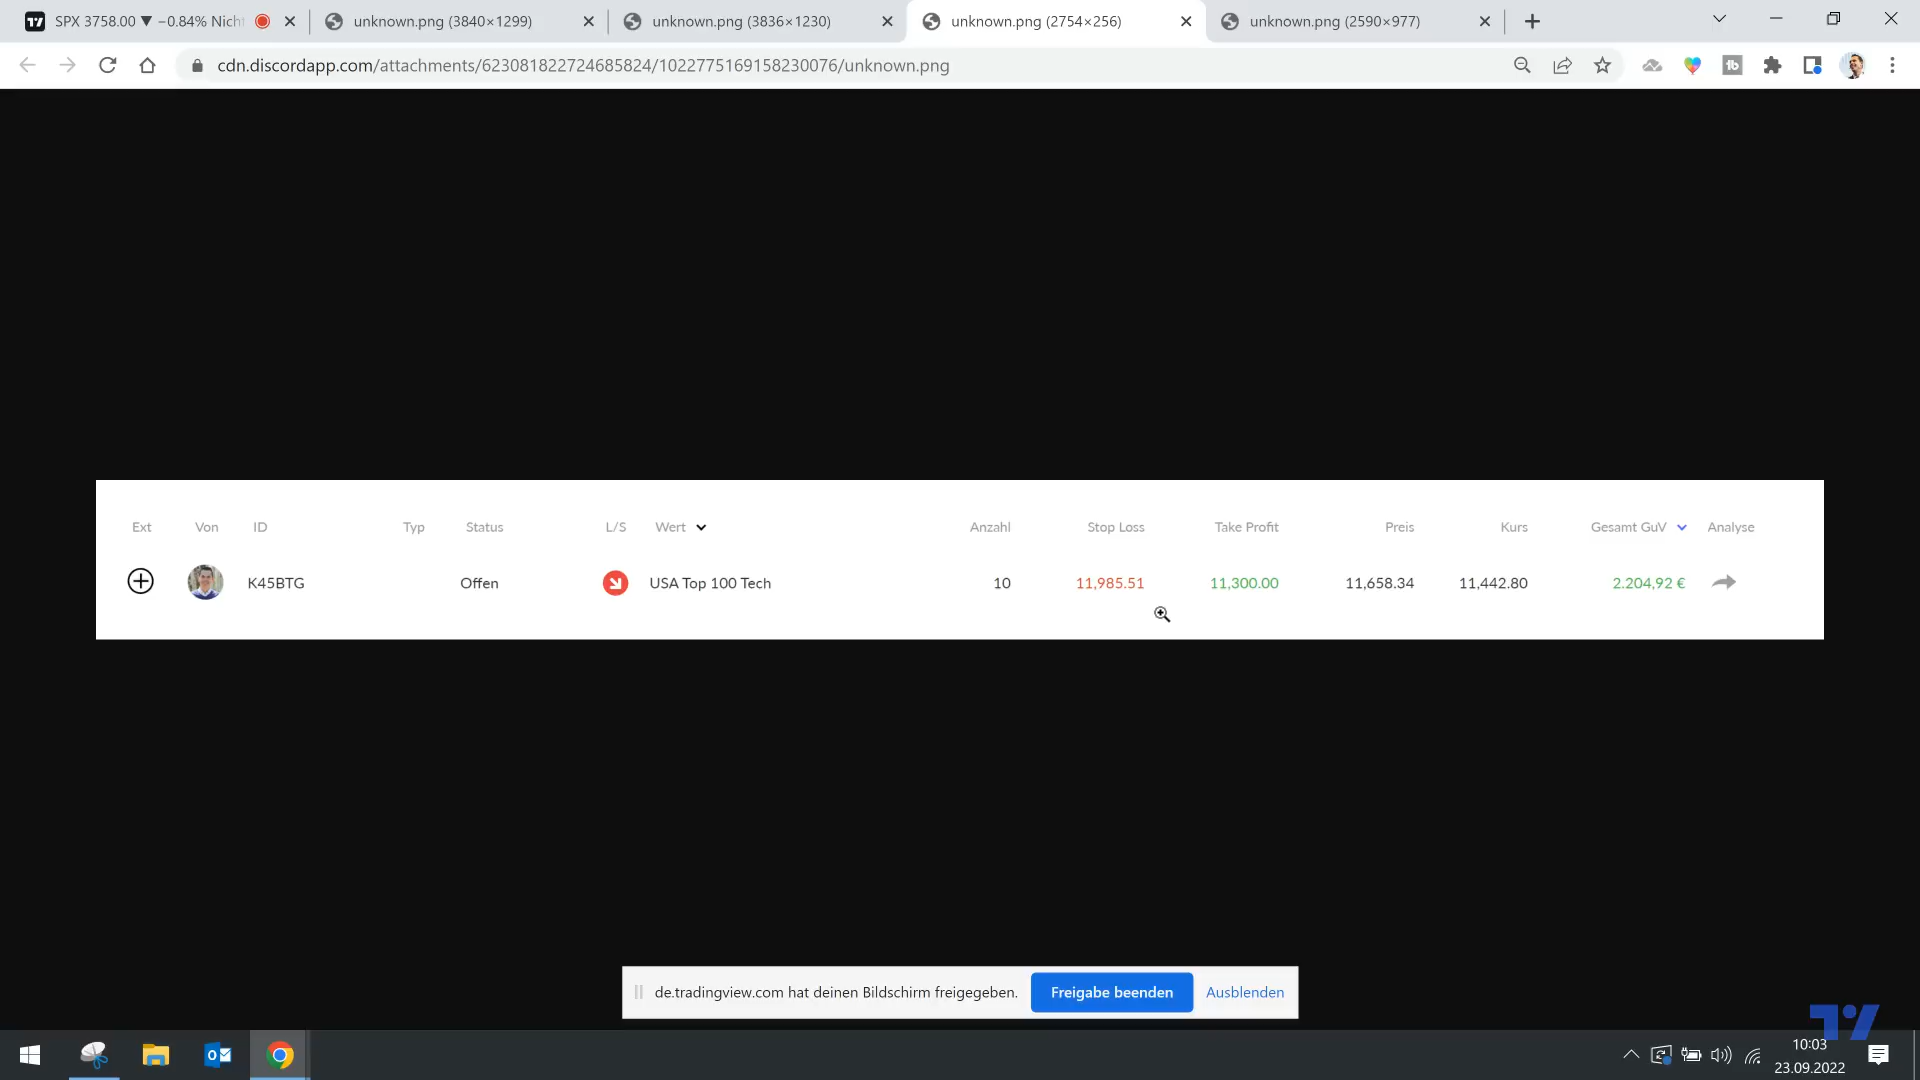 SPX 3758.00 ▼ −0.84% Nich
unknown.png (3840×1299)
unknown.png (3836×1230)
unknown.png (2754×256)
unknown.png (2590×977)
cdn.discordapp.com/attachments/623081822724685824/1022775169158230076/unknown.png
Ext Von ID Typ Status L/S Wert Anzahl Stop Loss Take Profit Preis Kurs Gesamt GuV Analyse
K45BTG Offen USA Top 100 Tech 10 11,985.51 11,300.00 11,658.34 11,442.80 2.204,92 €
de.tradingview.com hat deinen Bildschirm freigegeben. Freigabe beenden Ausblenden
10:03
23.09.2022